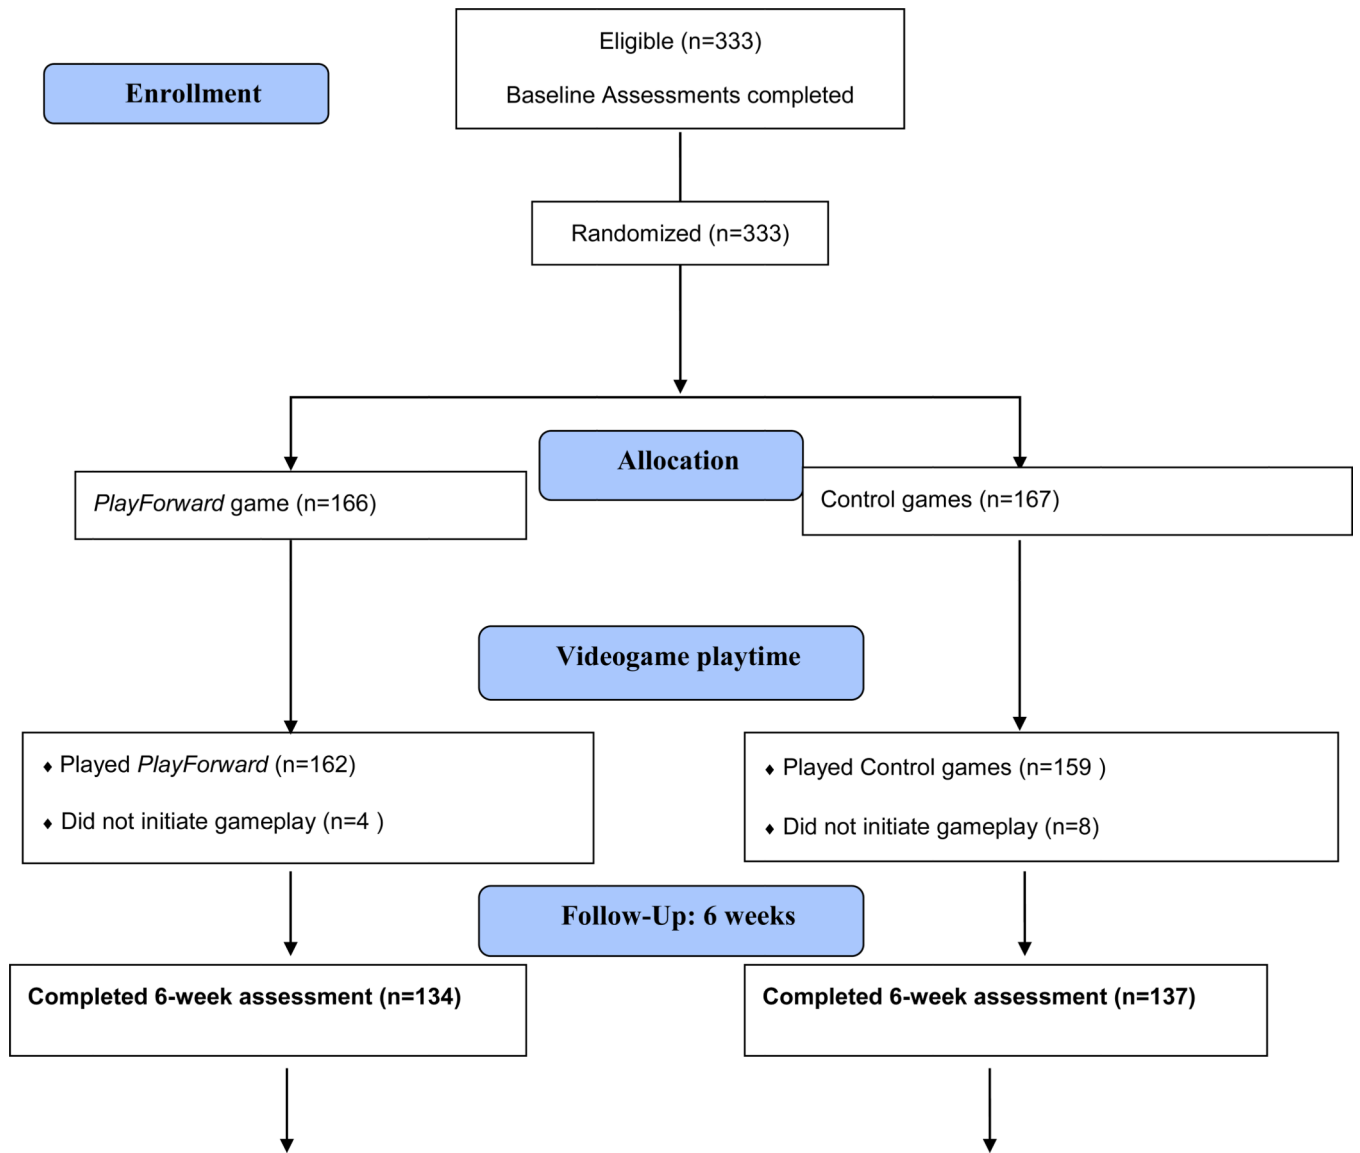 Eligible (n=333)
Baseline Assessments completed
Enrollment
Randomized (n=333)
Allocation
PlayForward game (n=166)
Control games (n=167)
Videogame playtime
♦ Played PlayForward (n=162)
♦ Did not initiate gameplay (n=4 )
♦ Played Control games (n=159 )
♦ Did not initiate gameplay (n=8)
Follow-Up: 6 weeks
Completed 6-week assessment (n=134)
Completed 6-week assessment (n=137)